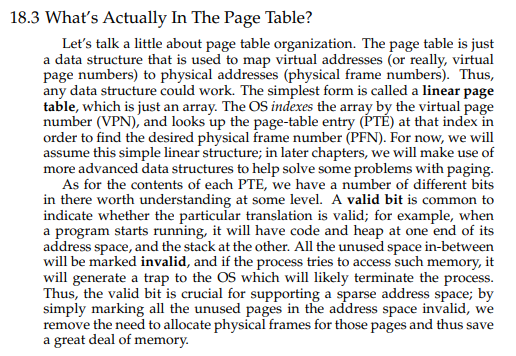 18.3 What's Actually In The Page Table?
Let's talk a little about page table organization. The page table is just
a data structure that is used to map virtual addresses (or really, virtual
page numbers) to physical addresses (physical frame numbers). Thus,
any data structure could work. The simplest form is called a linear page
table, which is just an array. The OS indexes the array by the virtual page
number (VPN), and looks up the page-table entry (PTE) at that index in
order to find the desired physical frame number (PFN). For now, we will
assume this simple linear structure; in later chapters, we will make use of
more advanced data structures to help solve some problems with paging.
As for the contents of each PTE, we have a number of different bits
in there worth understanding at some level. A valid bit is common to
indicate whether the particular translation is valid; for example, when
a program starts running, it will have code and heap at one end of its
address space, and the stack at the other. All the unused space in-between
will be marked invalid, and if the process tries to access such memory, it
will generate a trap to the OS which will likely terminate the process.
Thus, the valid bit is crucial for supporting a sparse address space; by
simply marking all the unused pages in the address space invalid, we
remove the need to allocate physical frames for those pages and thus save
a great deal of memory.